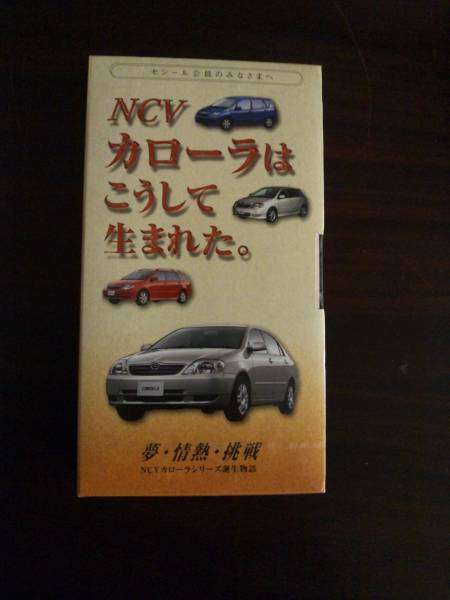 セシール会員のみなさまへ
NCV
カローラは
こうして
生まれた。
COROLLA
夢・情熱・挑戦
NCVカローラシリーズ誕生物語